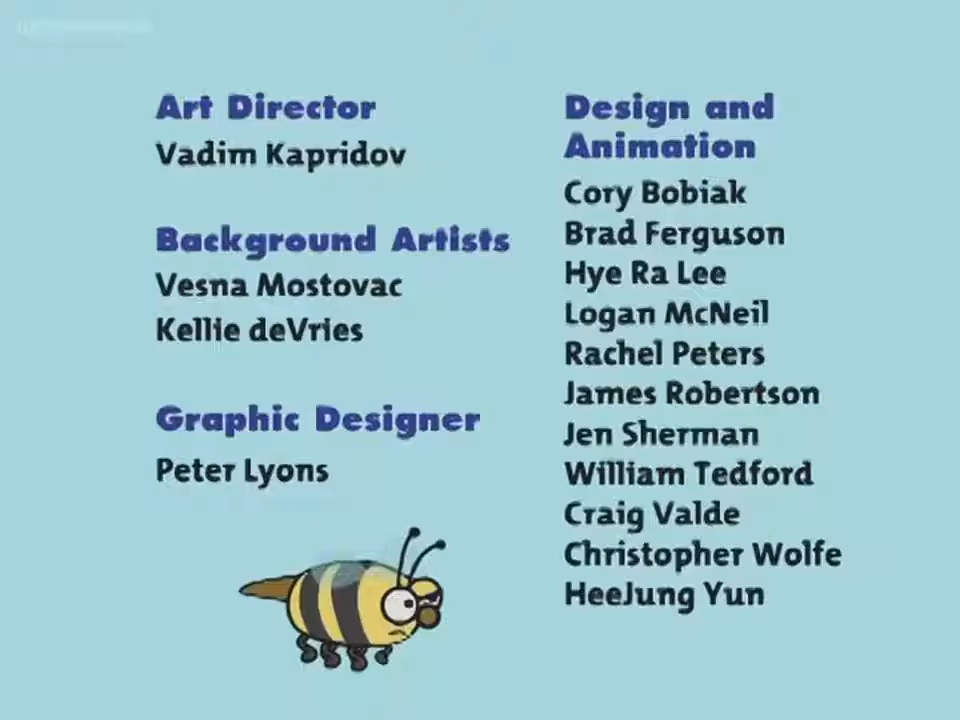 Art Director
Vadim Kapridov
Background Artists
Vesna Mostovac
Kellie deVries
Graphic Designer
Peter Lyons
Design and
Animation
Cory Bobiak
Brad Ferguson
Hye Ra Lee
Logan McNeil
Rachel Peters
James Robertson
Jen Sherman
William Tedford
Craig Valde
Christopher Wolfe
HeeJung Yun